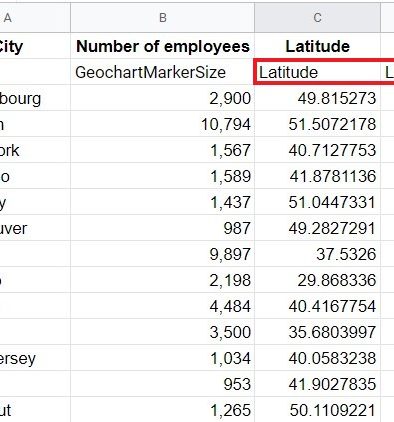 A B C
City Number of employees Latitude
GeochartMarkerSize Latitude L
bourg 2,900 49.815273
n 10,794 51.5072178
ork 1,567 40.7127753
o 1,589 41.8781136
y 1,437 51.0447331
uver 987 49.2827291
9,897 37.5326
2,198 29.868336
4,484 40.4167754
3,500 35.6803997
ersey 1,034 40.0583238
953 41.9027835
ut 1,265 50.1109221